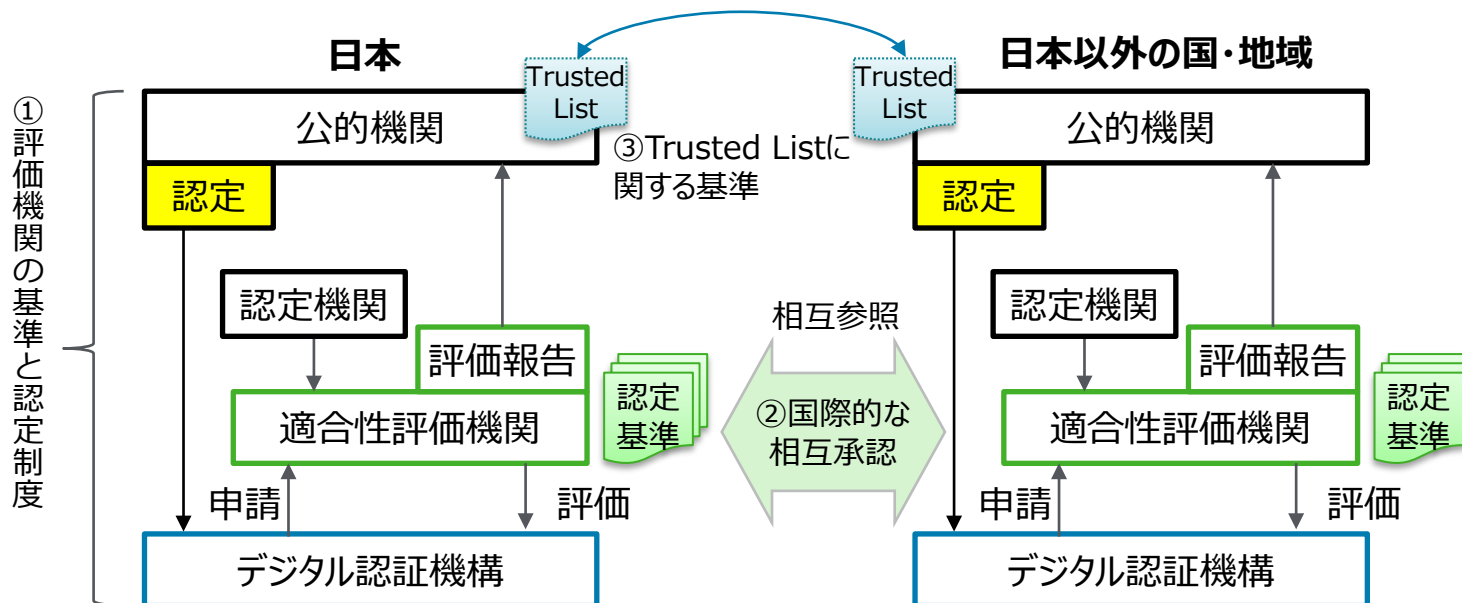 日本
日本以外の国・地域
Trusted
List
Trusted
List
公的機関
公的機関
①評価機関の基準と認定制度
③Trusted Listに
関する基準
認定
認定
認定機関
認定機関
相互参照
評価報告
評価報告
認定
基準
認定
基準
適合性評価機関
②国際的な
相互承認
適合性評価機関
申請
評価
申請
評価
デジタル認証機構
デジタル認証機構